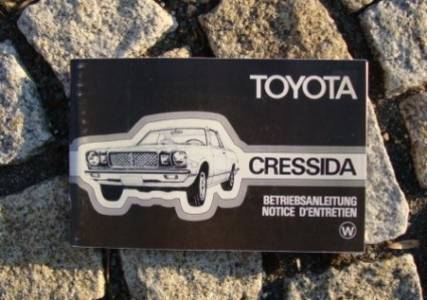 TOYOTA
CRESSIDA
BETRIEBSANLEITUNG
NOTICE D'ENTRETIEN
W